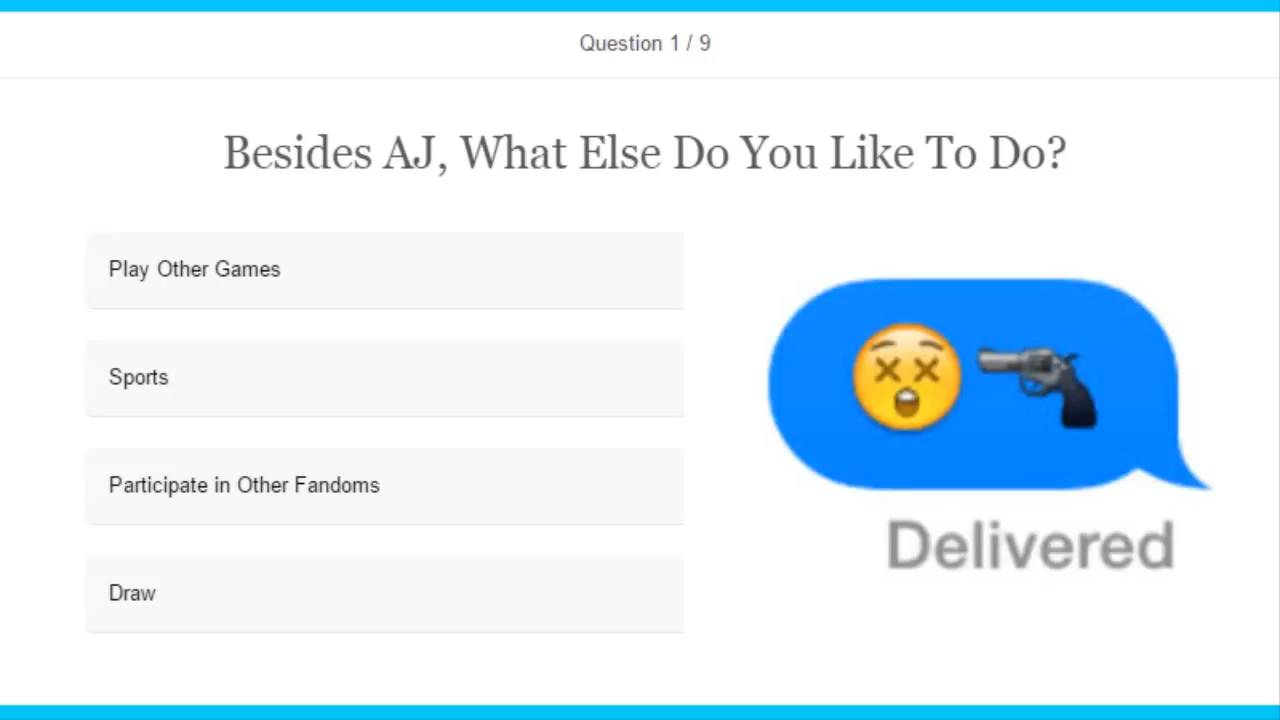 Question 1 / 9
Besides AJ, What Else Do You Like To Do?
Play Other Games
Sports
Participate in Other Fandoms
Draw
Delivered